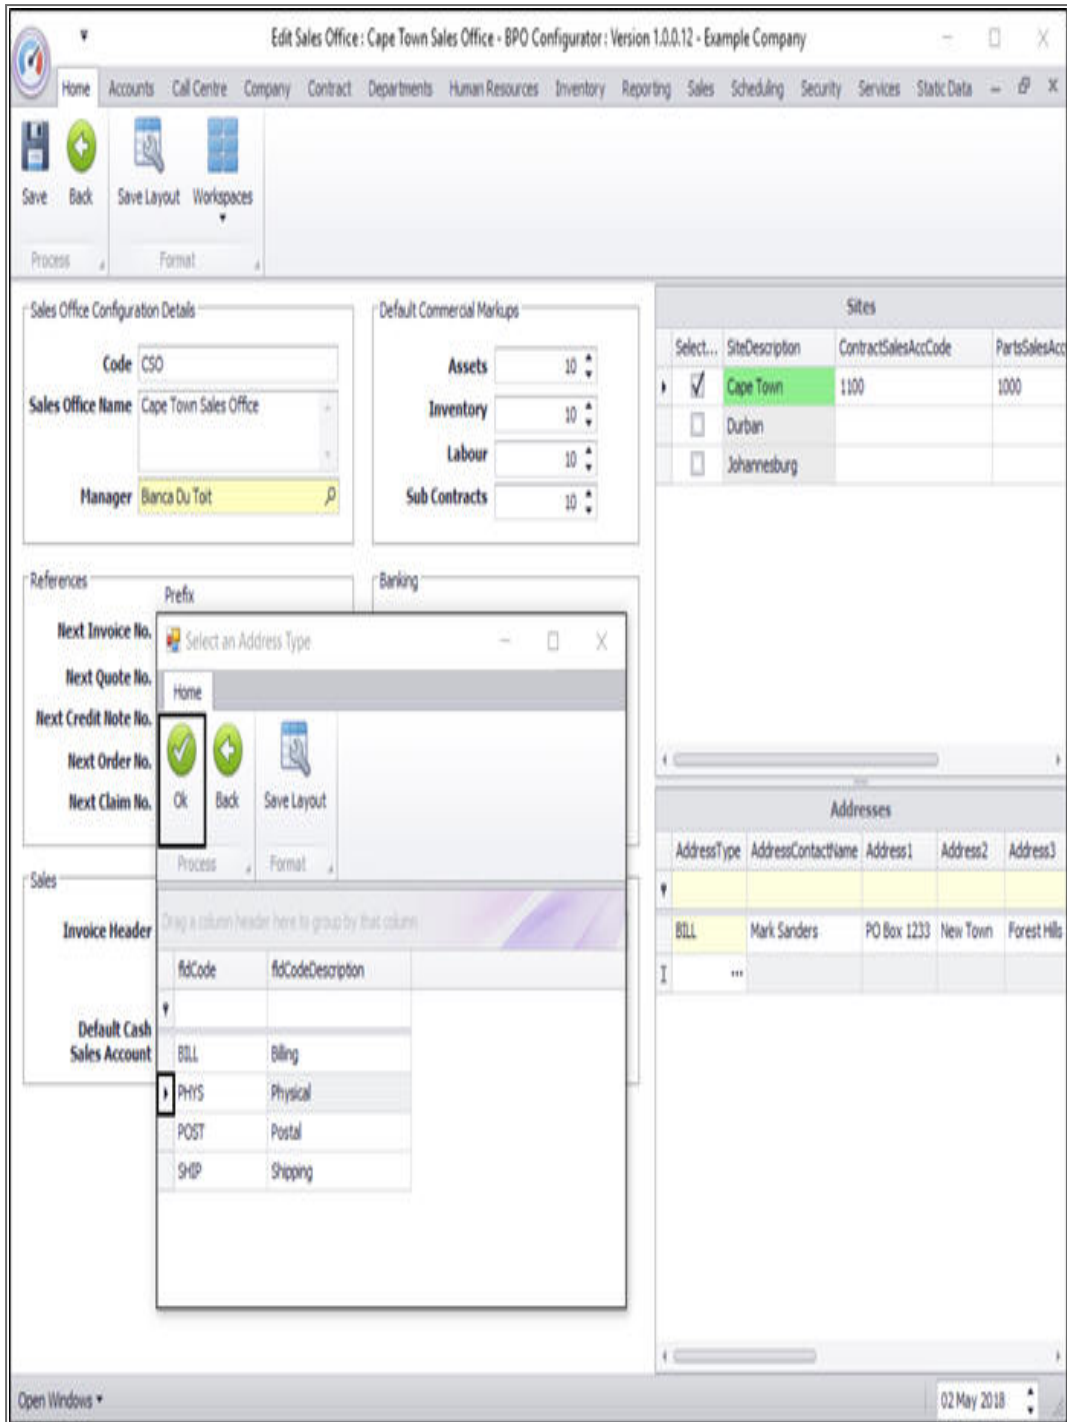 Edit Sales Office : Cape Town Sales Office - BPO Configurator : Version 1.0.0.12 - Example Company
Home Accounts Call Centre Company Contract Departments Human Resources Inventory Reporting Sales Scheduling Security Services Static Data
Save Back Save Layout Workspaces
Process Format
Sales Office Configuration Details
Code CSO
Sales Office Name Cape Town Sales Office
Manager Bianca Du Toit
Default Commercial Markups
Assets 10
Inventory 10
Labour 10
Sub Contracts 10
Sites
Select... SiteDescription ContractSalesAccCode PartsSalesAcc
Cape Town 1100 1000
Durban
Johannesburg
References
Prefix
Next Invoice No.
Next Quote No.
Next Credit Note No.
Next Order No.
Next Claim No.
Banking
Select an Address Type
Home
Ok Back Save Layout
Process Format
Drag a column header here to group by that column
fldCode fldCodeDescription
BILL Billing
PHYS Physical
POST Postal
SHIP Shipping
Sales
Invoice Header
Default Cash
Sales Account
Addresses
AddressType AddressContactName Address1 Address2 Address3
BILL Mark Sanders PO Box 1233 New Town Forest Hills
Open Windows 02 May 2018